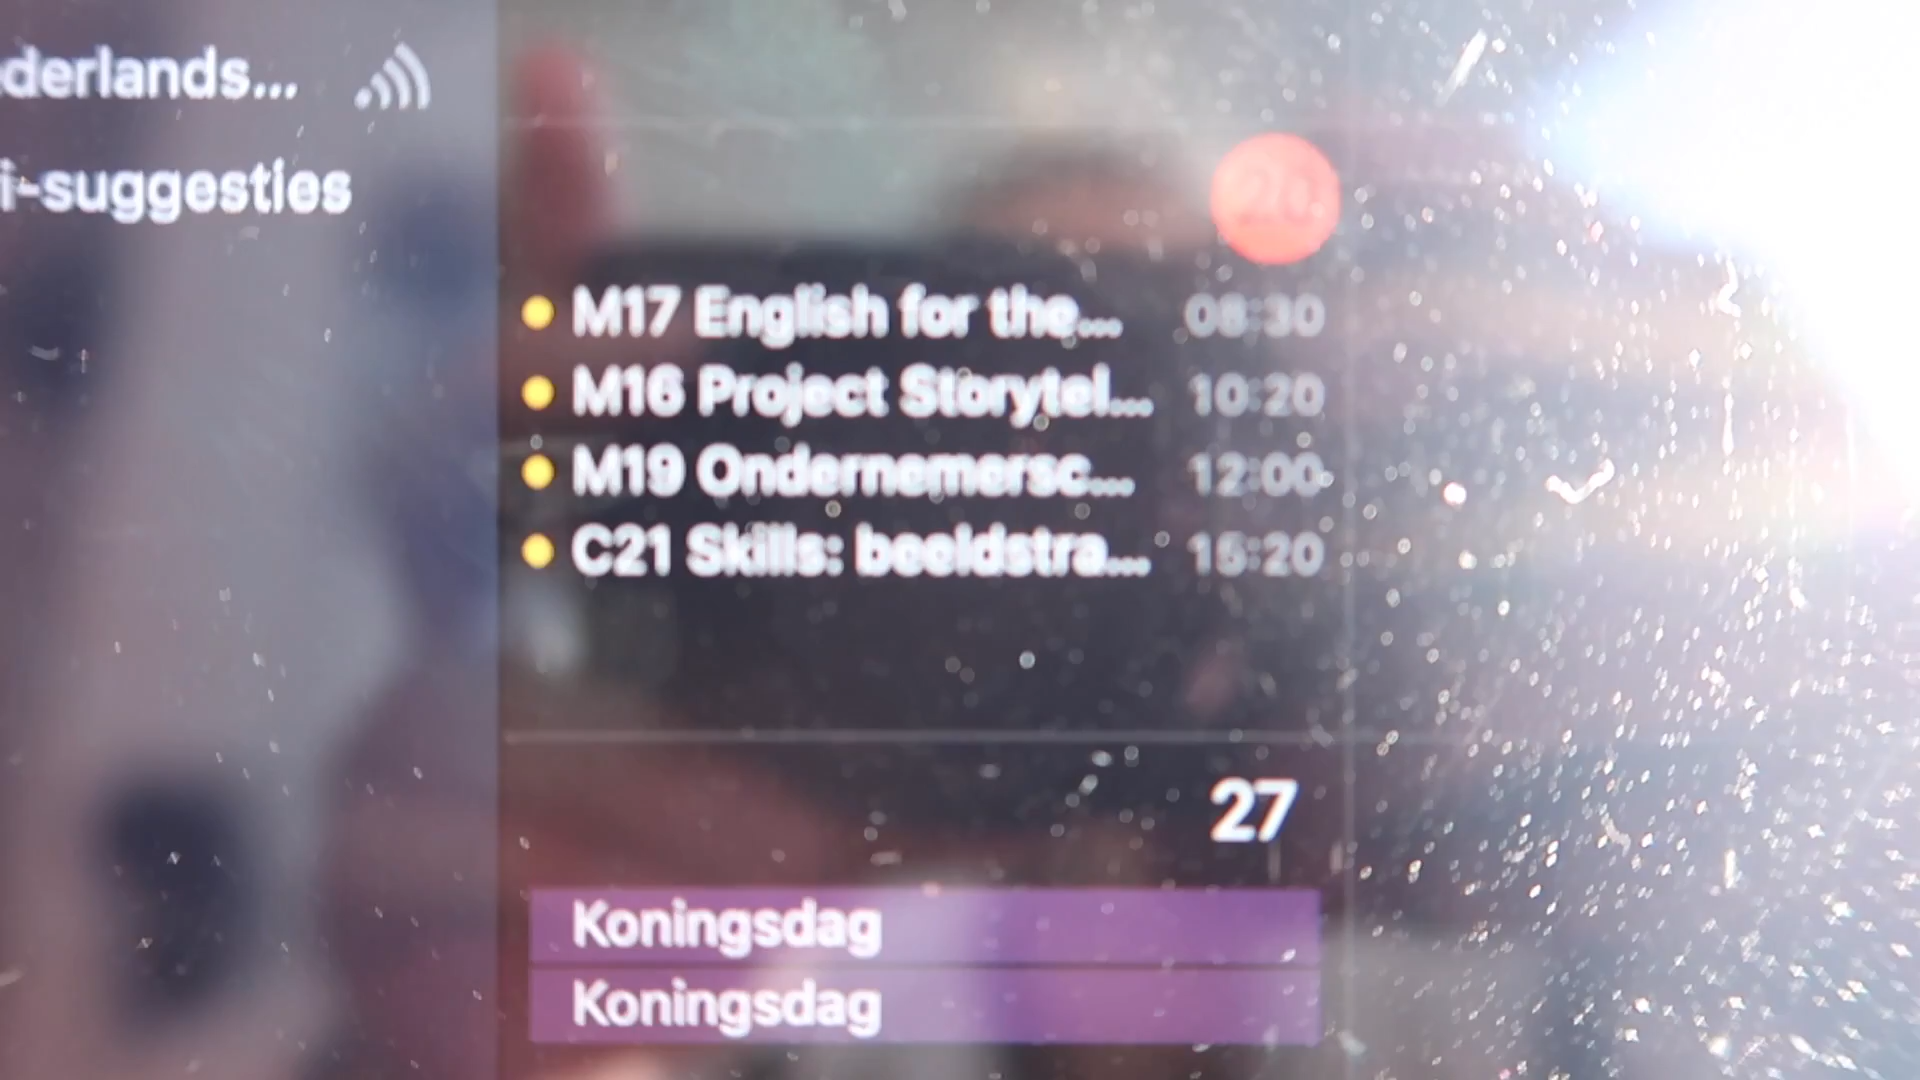 derlands...
i-suggesties
20
M17 English for the... 08:30
M16 Project Storytel... 10:20
M19 Ondernemersc... 12:00
C21 Skills: beeldstra... 15:20
27
Koningsdag
Koningsdag